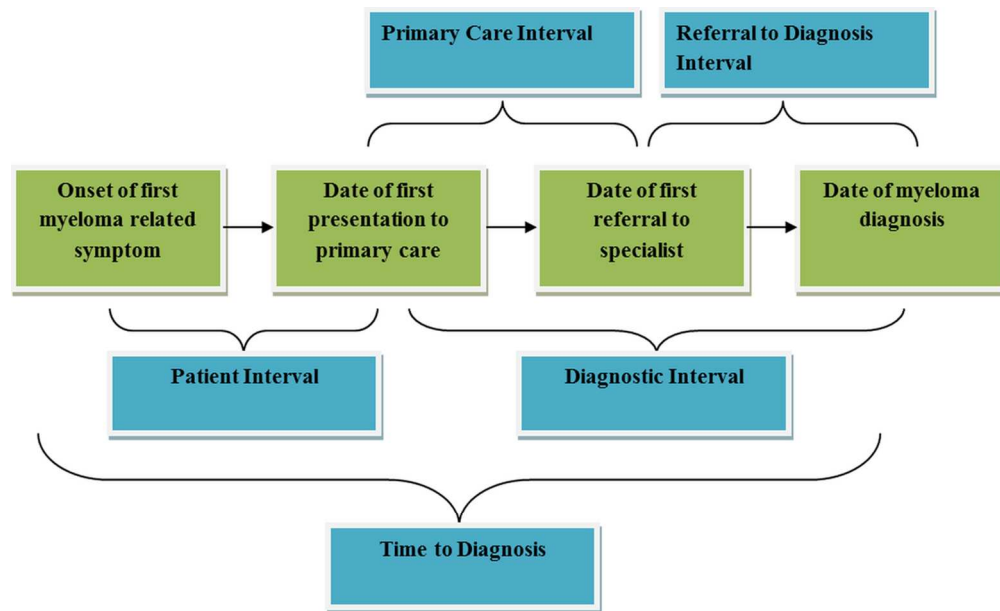 Primary Care Interval
Referral to Diagnosis
Interval
Onset of first
myeloma related
symptom
Date of first
presentation to
primary care
Date of first
referral to
specialist
Date of myeloma
diagnosis
Patient Interval
Diagnostic Interval
Time to Diagnosis